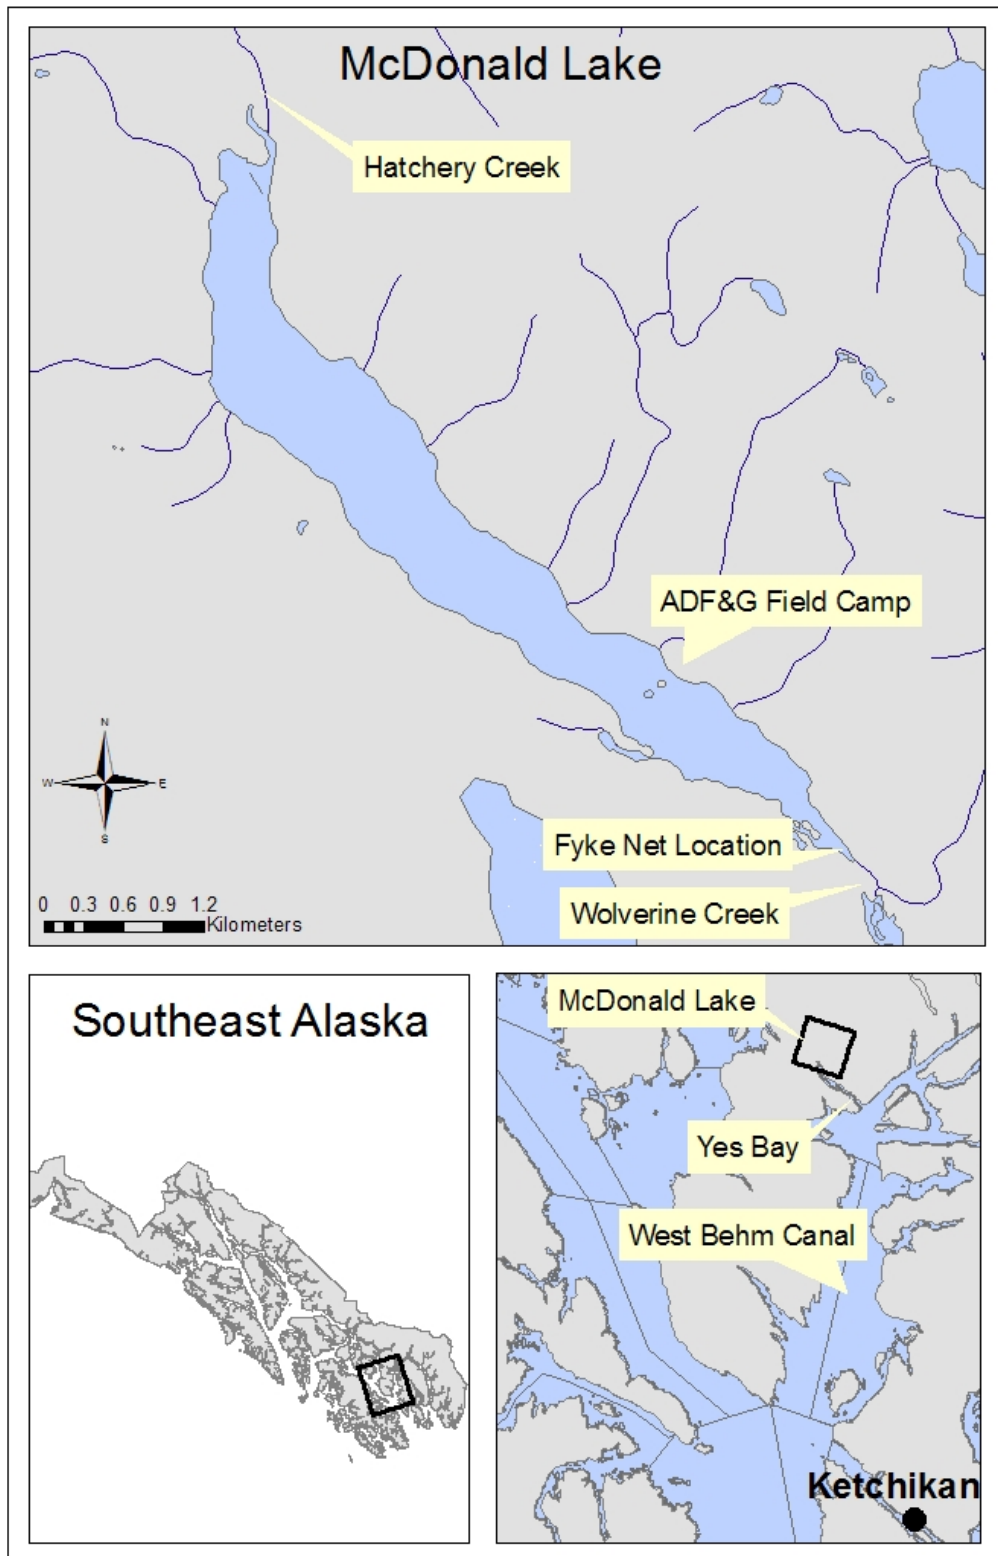 McDonald Lake
Hatchery Creek
ADF&G Field Camp
N
W E
S
Fyke Net Location
0 0.3 0.6 0.9 1.2
Kilometers
Wolverine Creek
Southeast Alaska
McDonald Lake
Yes Bay
West Behm Canal
Ketchikan